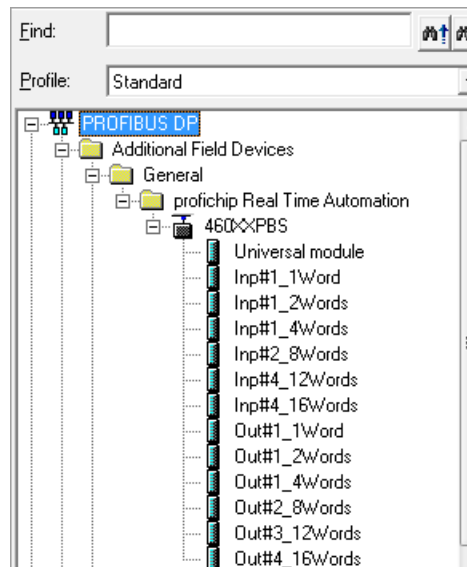 Find:
Profile: Standard
PROFIBUS DP
Additional Field Devices
General
profichip Real Time Automation
460XXPBS
Universal module
Inp#1_1Word
Inp#1_2Words
Inp#1_4Words
Inp#2_8Words
Inp#4_12Words
Inp#4_16Words
Out#1_1Word
Out#1_2Words
Out#1_4Words
Out#2_8Words
Out#3_12Words
Out#4_16Words